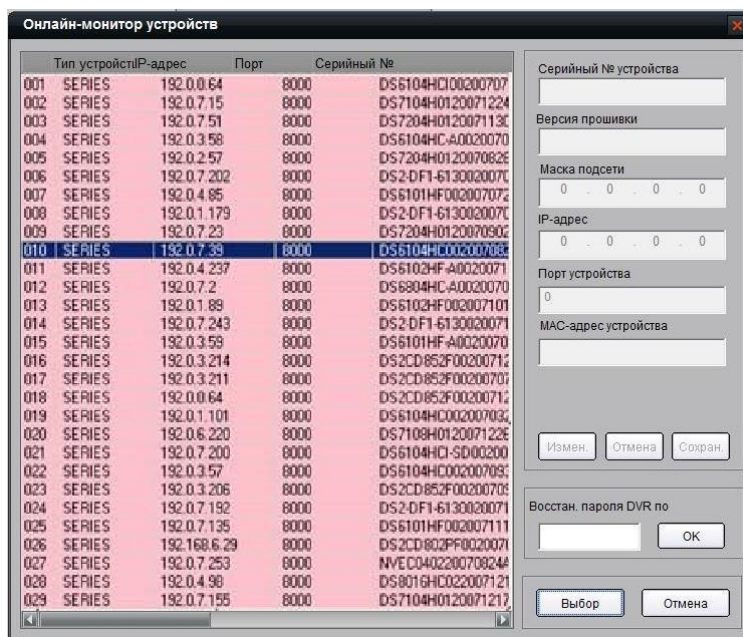 Онлайн-монитор устройств
Тип устройстıIP-адрес Порт Серийный №
001 SERIES 192.0.0.64 8000 DS6104HCI00200707
002 SERIES 192.0.7.15 8000 DS7104H0120071224
003 SERIES 192.0.7.51 8000 DS7204H012007113C
004 SERIES 192.0.3.58 8000 DS6104HC-A0020070
005 SERIES 192.0.2.57 8000 DS7204H012007082E
006 SERIES 192.0.7.202 8000 DS2-DF1-613002007C
007 SERIES 192.0.4.85 8000 DS6101HF002007072
008 SERIES 192.0.1.179 8000 DS2-DF1-613002007C
009 SERIES 192.0.7.23 8000 DS7204H0120070902
010 SERIES 192.0.7.39 8000 DS6104HC002007082
011 SERIES 192.0.4.237 8000 DS6102HF-A0020071
012 SERIES 192.0.7.2 8000 DS6804HC-A0020070
013 SERIES 192.0.1.89 8000 DS6102HF002007101
014 SERIES 192.0.7.243 8000 DS2-DF1-6130020071
015 SERIES 192.0.3.59 8000 DS6101HF-A0020070
016 SERIES 192.0.3.214 8000 DS2CD852F00200712
017 SERIES 192.0.3.211 8000 DS2CD852F00200707
018 SERIES 192.0.0.64 8000 DS2CD852F00200712
019 SERIES 192.0.1.101 8000 DS6104HC002007032
020 SERIES 192.0.6.220 8000 DS7108H012007122E
021 SERIES 192.0.7.200 8000 DS6104HCI-SD00200
022 SERIES 192.0.3.57 8000 DS6104HC002007093
023 SERIES 192.0.3.206 8000 DS2CD852F00200709
024 SERIES 192.0.7.192 8000 DS2-DF1-6130020071
025 SERIES 192.0.7.135 8000 DS6101HF002007111
026 SERIES 192.168.6.29 8000 DS2CD802PF0020070
027 SERIES 192.0.7.253 8000 NVEC040220070824A
028 SERIES 192.0.4.98 8000 DS8016HC022007121
029 SERIES 192.0.7.155 8000 DS7104H0120071217
Серийный № устройства
Версия прошивки
Маска подсети
0 . 0 . 0 . 0
IP-адрес
0 . 0 . 0 . 0
Порт устройства
0
MAC-адрес устройства
Измен. Отмена Сохран.
Восстан. пароля DVR по
OK
Выбор Отмена